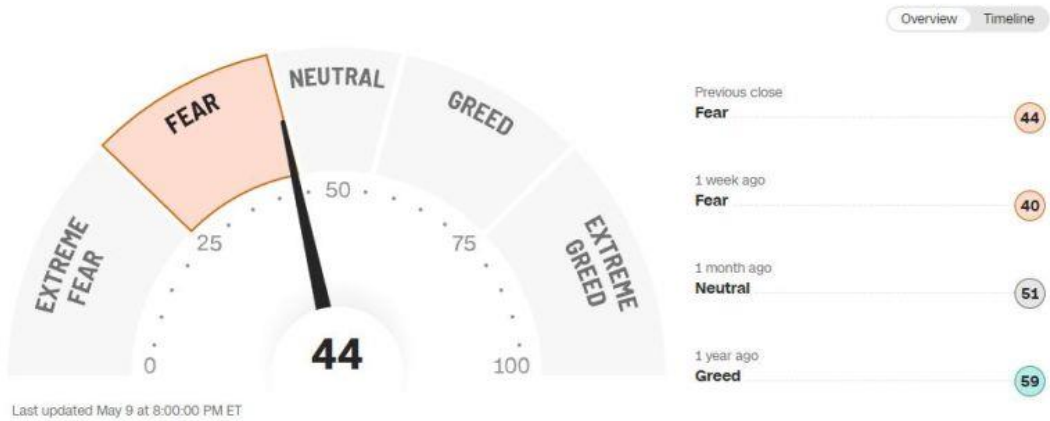 Overview Timeline
EXTREME
FEAR
FEAR
NEUTRAL
GREED
EXTREME
GREED
0
25
50
75
100
44
Last updated May 9 at 8:00:00 PM ET
Previous close
Fear 44
1 week ago
Fear 40
1 month ago
Neutral 51
1 year ago
Greed 59